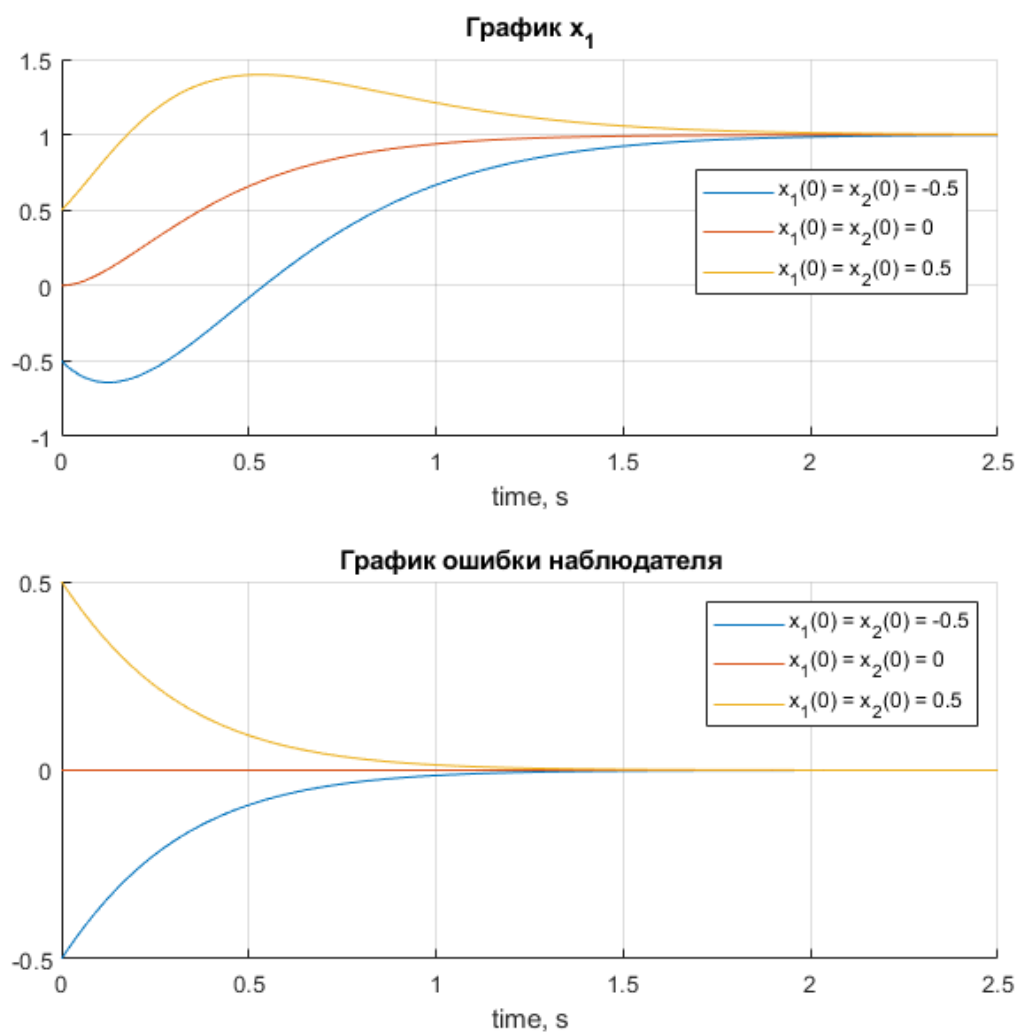 График x₁
1.5
1
0.5
0
-0.5
-1
x₁(0) = x₂(0) = -0.5
x₁(0) = x₂(0) = 0
x₁(0) = x₂(0) = 0.5
0 0.5 1 1.5 2 2.5
time, s
График ошибки наблюдателя
0.5
0
-0.5
x₁(0) = x₂(0) = -0.5
x₁(0) = x₂(0) = 0
x₁(0) = x₂(0) = 0.5
0 0.5 1 1.5 2 2.5
time, s